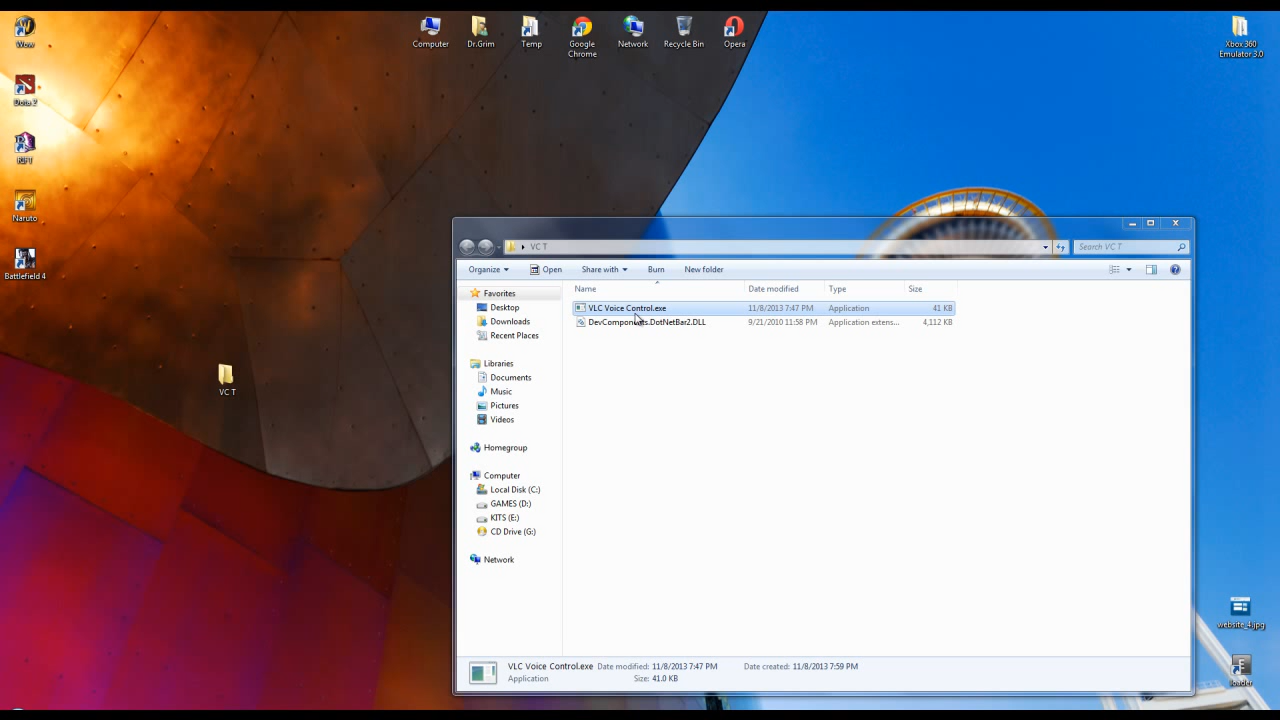 Wow
Dota 2
RIFT
Naruto
BattleField 4
Computer
Dr.Grim
Temp
Google
Chrome
Network
Recycle Bin
Opera
Xbox 360
Emulator 3.0
VC T
VC T
Search VC T
Organize
Open
Share with
Burn
New folder
Name
Date modified
Type
Size
VLC Voice Control.exe 11/8/2013 7:47 PM Application 41 KB
DevComponents.DotNetBar2.DLL 9/21/2010 11:58 PM Application extens... 4,112 KB
Favorites
Desktop
Downloads
Recent Places
Libraries
Documents
Music
Pictures
Videos
Homegroup
Computer
Local Disk (C:)
GAMES (D:)
KITS (E:)
CD Drive (G:)
Network
VLC Voice Control.exe Date modified: 11/8/2013 7:47 PM Date created: 11/8/2013 7:59 PM
Application Size: 41.0 KB
website_4.jpg
loader